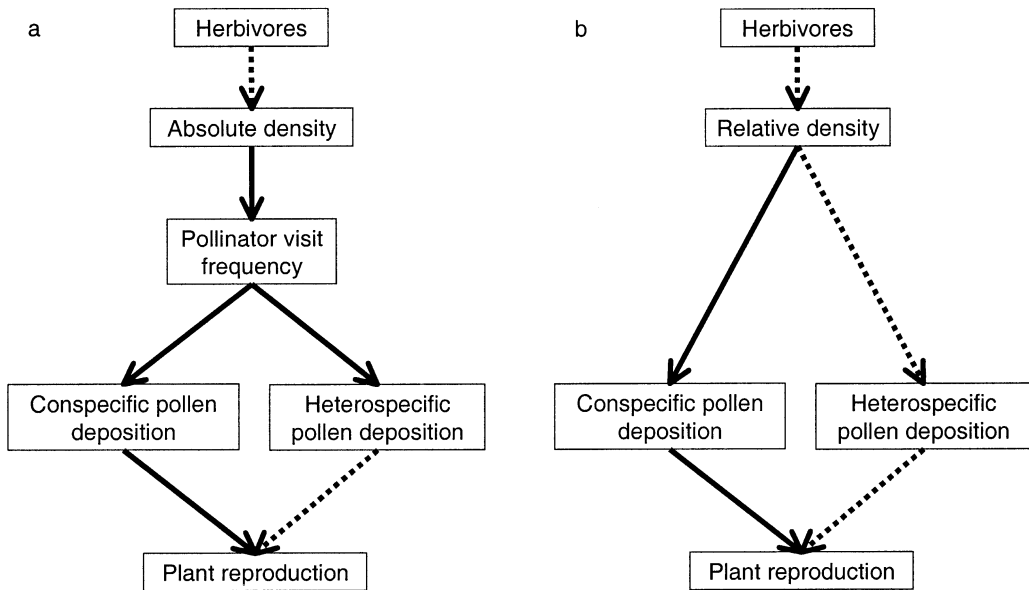 a
Herbivores
Absolute density
Pollinator visit
frequency
Conspecific pollen
deposition
Heterospecific
pollen deposition
Plant reproduction
b
Herbivores
Relative density
Conspecific pollen
deposition
Heterospecific
pollen deposition
Plant reproduction